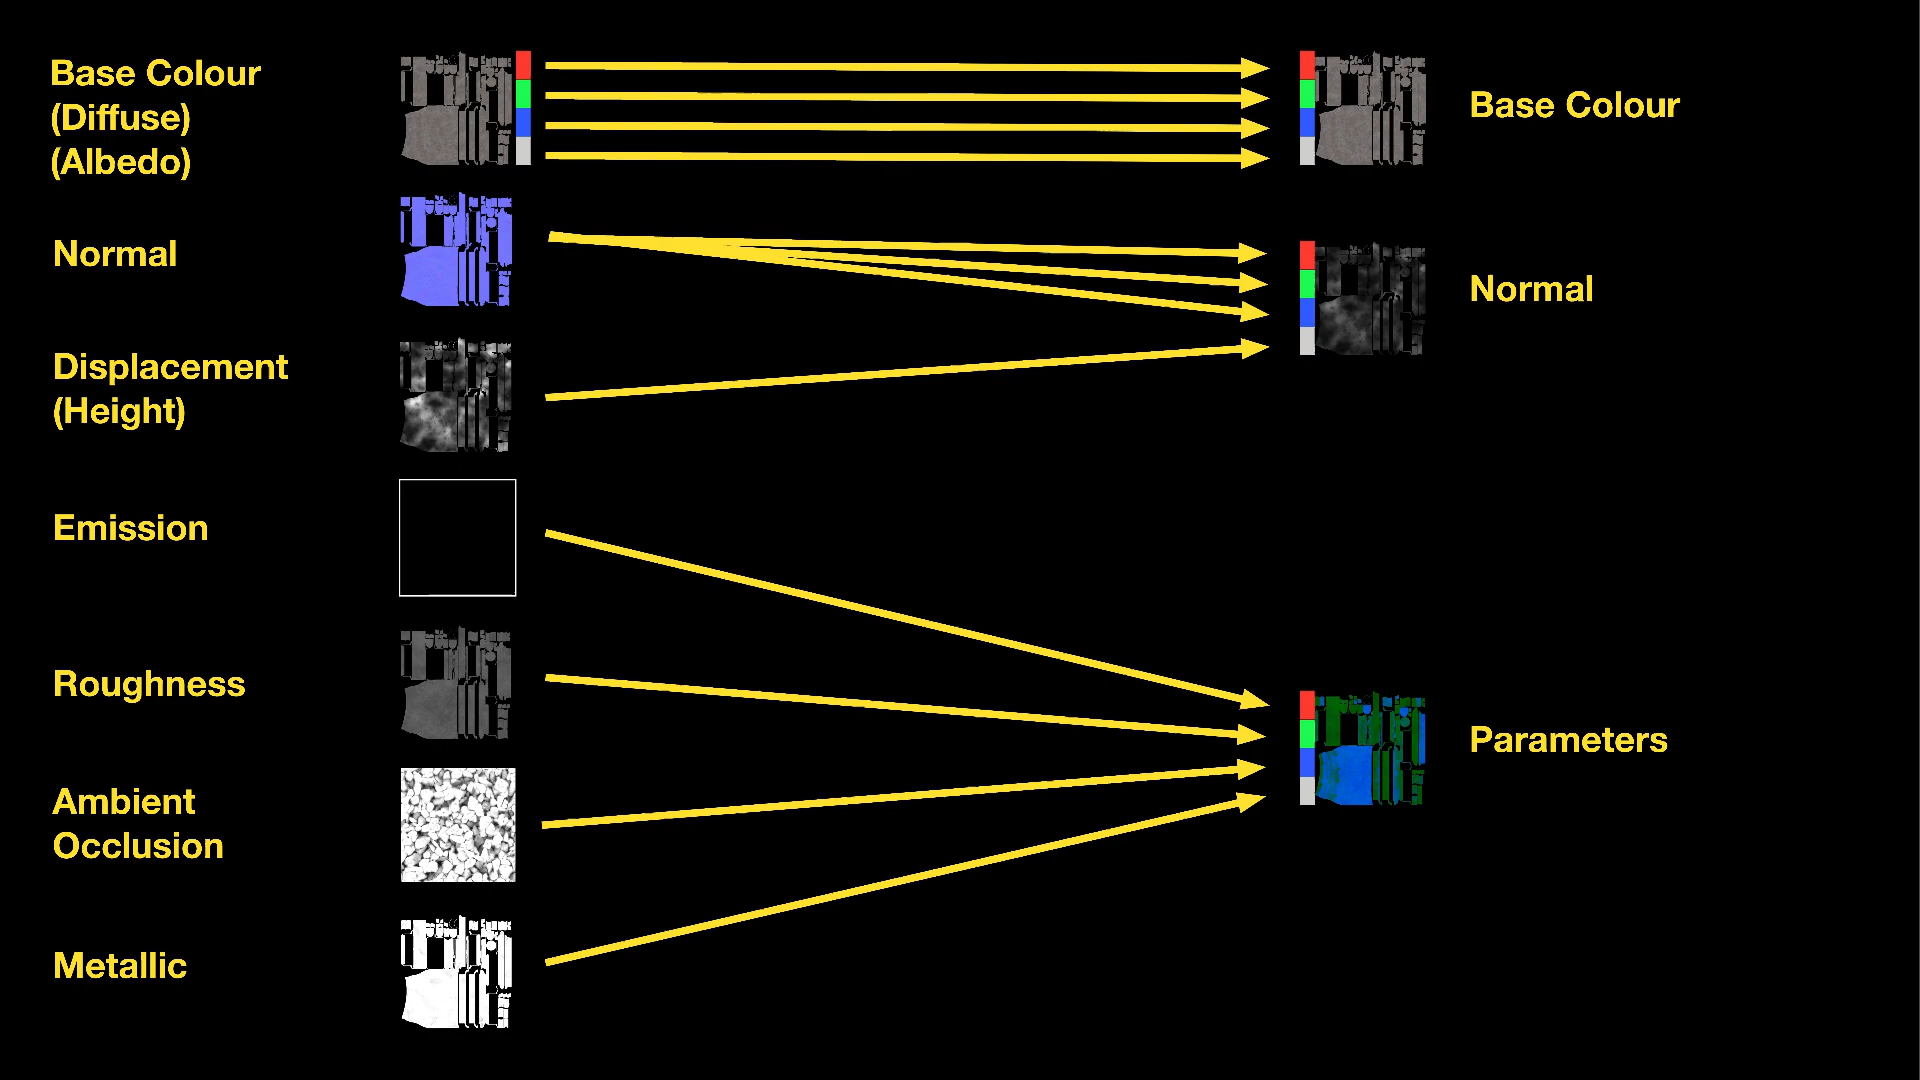 Base Colour
(Diffuse)
(Albedo)
Base Colour
Normal
Normal
Displacement
(Height)
Emission
Roughness
Parameters
Ambient
Occlusion
Metallic